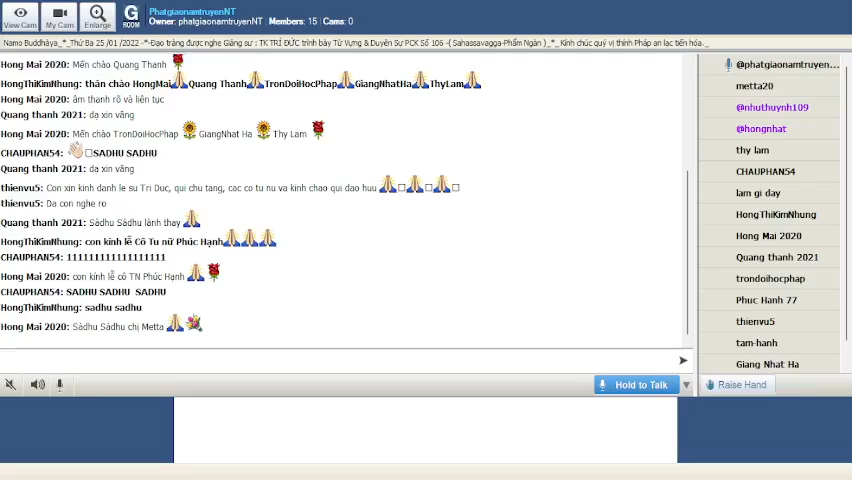 PhatgiaonamtruyenNT
Owner: phatgiaonamtruyenNT Members: 15 Cams: 0
View Cam My Cam Enlarge G ROOM
Namo Buddhàya_*_Thứ Ba 25 /01 /2022 -*-Đạo tràng được nghe Giảng sư : TK TRÍ ĐỨC trình bày Từ Vựng & Duyên Sự PCK Số 106 -( Sahassavagga-Phẩm Ngàn )_*_Kính chúc quý vị thính Pháp an lạc tiến hóa._
Hong Mai 2020: Mến chào Quang Thanh
HongThiKimNhung: thân chào HongMai Quang Thanh TronDoiHocPhap GiangNhatHa ThyLam
Hong Mai 2020: âm thanh rõ và liên tục
Quang thanh 2021: dạ xin vâng
Hong Mai 2020: Mến chào TronDoiHocPhap GiangNhat Ha Thy Lam
CHAUPHAN54: SADHU SADHU
Quang thanh 2021: dạ xin vâng
thienvu5: Con xin kinh danh le su Tri Duc, qui chu tang, cac co tu nu va kinh chao qui dao huu
thienvu5: Da con nghe ro
Quang thanh 2021: Sàdhu Sàdhu lành thay
HongThiKimNhung: con kính lễ Cô Tu nữ Phúc Hạnh
CHAUPHAN54: 1111111111111111111
Hong Mai 2020: con kính lễ cô TN Phúc Hạnh
CHAUPHAN54: SADHU SADHU SADHU
HongThiKimNhung: sadhu sadhu
Hong Mai 2020: Sàdhu Sàdhu chị Metta
@phatgiaonamtruyen...
metta20
@nhuthuynh109
@hongnhat
thy lam
CHAUPHAN54
lam gi day
HongThiKimNhung
Hong Mai 2020
Quang thanh 2021
trondoihocphap
Phuc Hanh 77
thienvu5
tam-hanh
Giang Nhat Ha
Hold to Talk
Raise Hand